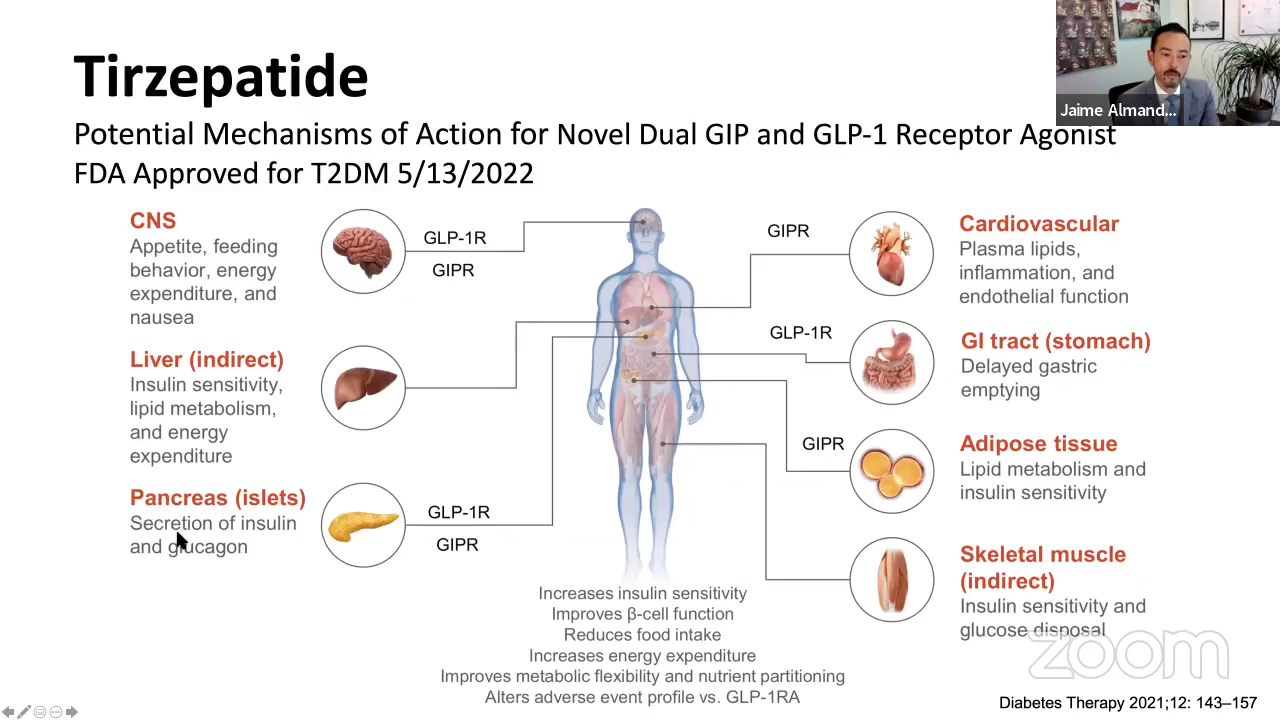 Tirzepatide
Potential Mechanisms of Action for Novel Dual GIP and GLP-1 Receptor Agonist
FDA Approved for T2DM 5/13/2022
Jaime Almand...
CNS
Appetite, feeding
behavior, energy
expenditure, and
nausea
GLP-1R
GIPR
Liver (indirect)
Insulin sensitivity,
lipid metabolism,
and energy
expenditure
Pancreas (islets)
Secretion of insulin
and glucagon
GLP-1R
GIPR
GIPR
Cardiovascular
Plasma lipids,
inflammation, and
endothelial function
GLP-1R
GI tract (stomach)
Delayed gastric
emptying
GIPR
Adipose tissue
Lipid metabolism and
insulin sensitivity
Skeletal muscle
(indirect)
Insulin sensitivity and
glucose disposal
Increases insulin sensitivity
Improves β-cell function
Reduces food intake
Increases energy expenditure
Improves metabolic flexibility and nutrient partitioning
Alters adverse event profile vs. GLP-1RA
zoom
Diabetes Therapy 2021;12: 143–157